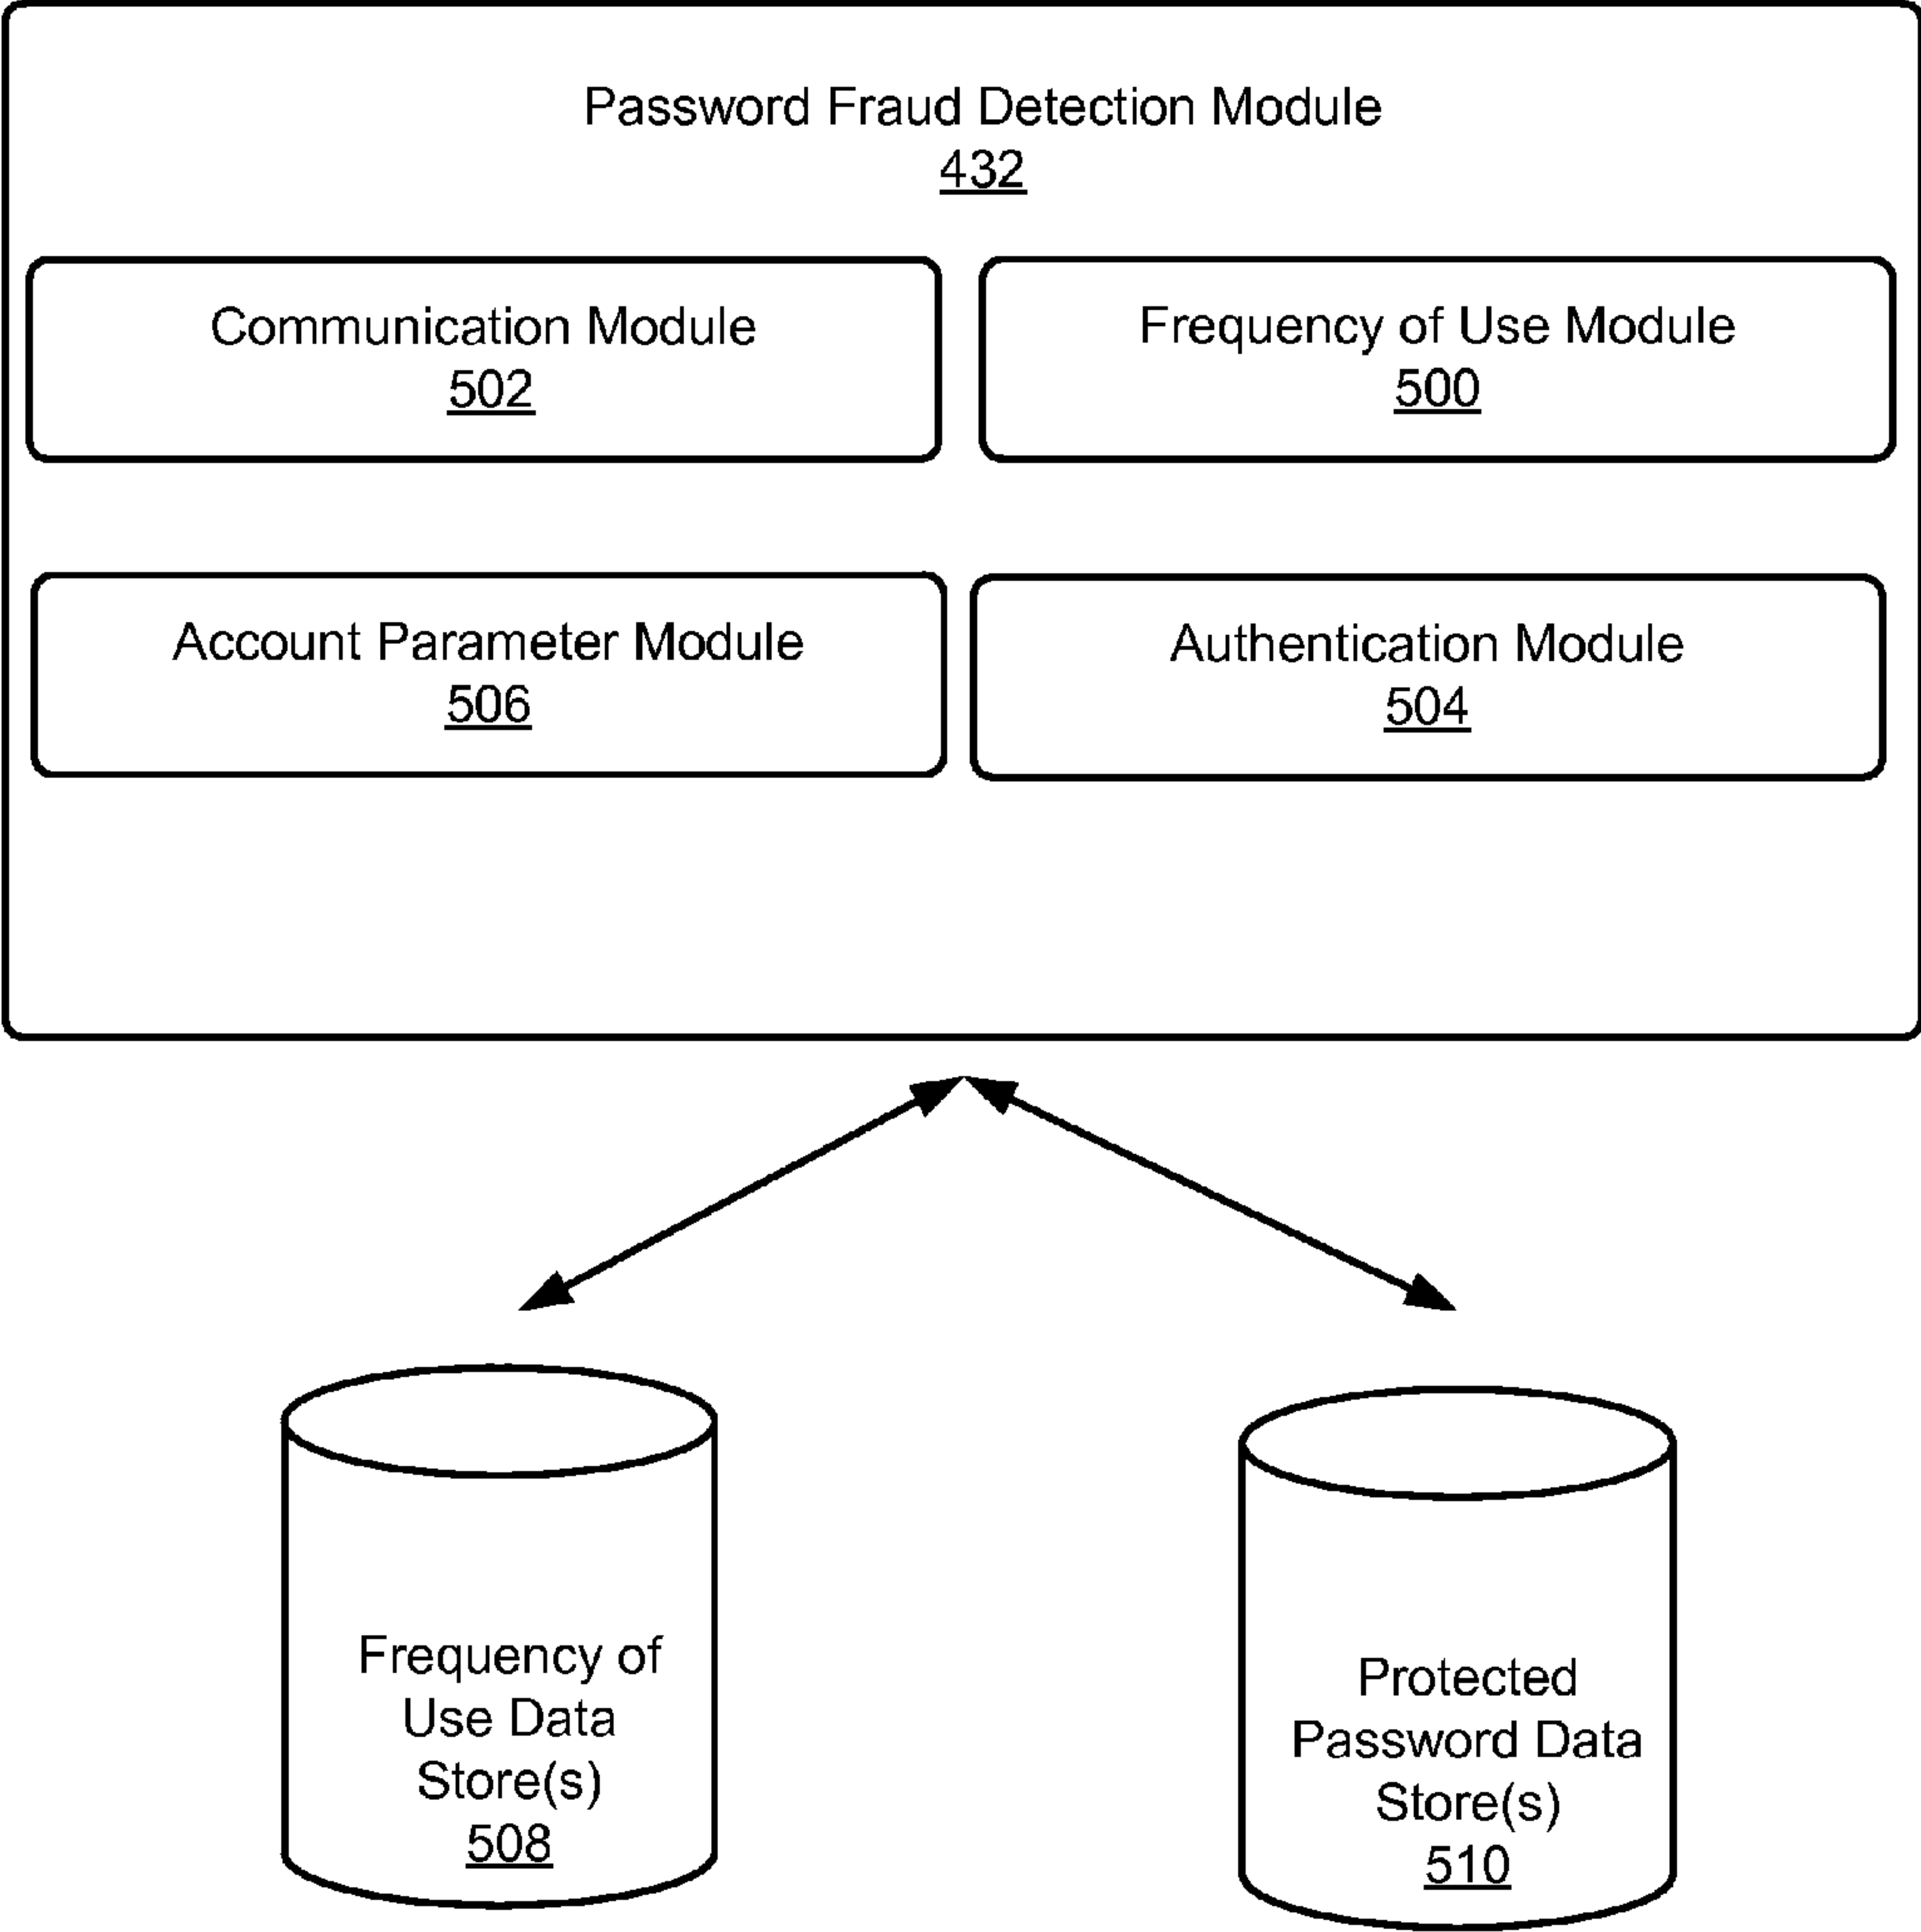 Password Fraud Detection Module
432
Communication Module
502
Frequency of Use Module
500
Account Parameter Module
506
Authentication Module
504
Frequency of
Use Data
Store(s)
508
Protected
Password Data
Store(s)
510